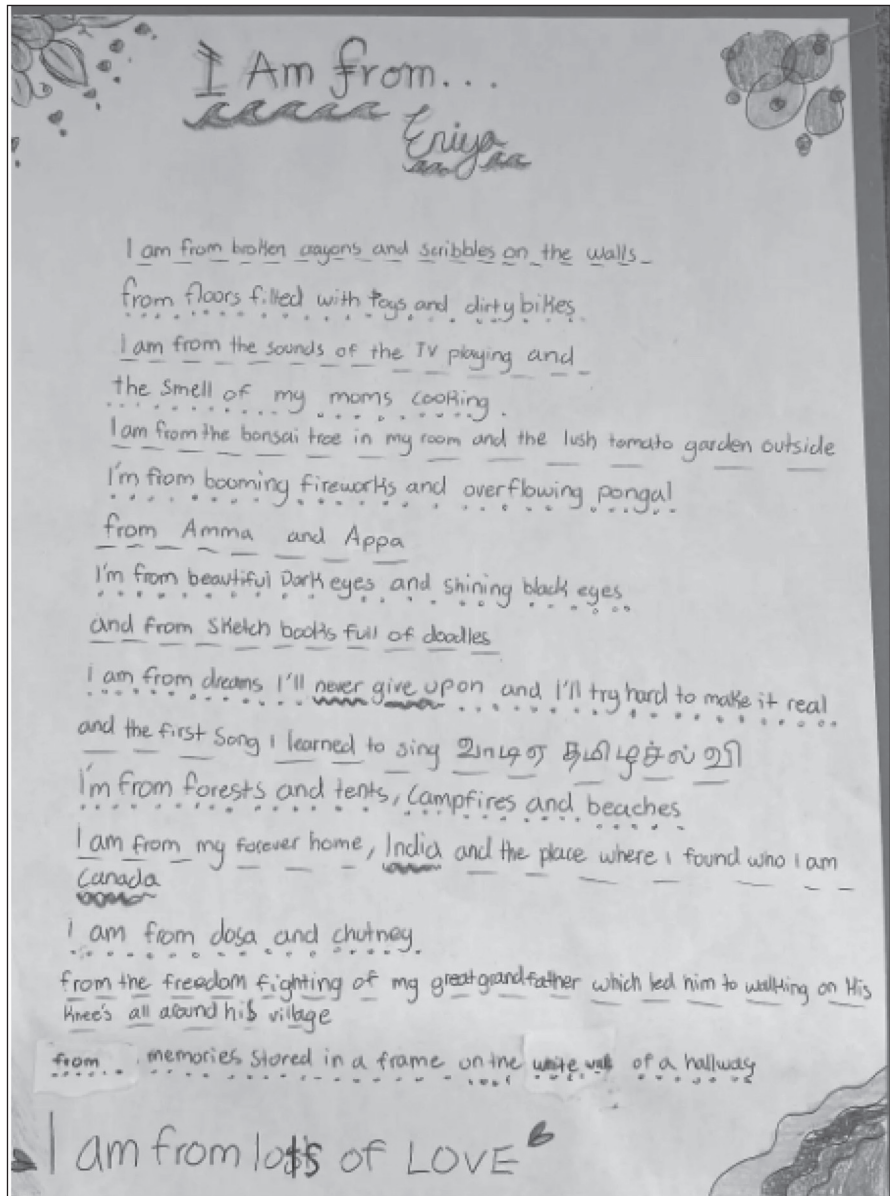 I Am from...
Eniya
I am from broken crayons and scribbles on the walls
from floors filled with toys and dirty bikes
I am from the sounds of the TV playing and
the smell of my moms cooking.
I am from the bonsai tree in my room and the lush tomato garden outside
I'm from booming fireworks and overflowing pongal
from Amma and Appa
I'm from beautiful Dark eyes and shining black eyes
and from sketch books full of doodles
I am from dreams I'll never give upon and I'll try hard to make it real
and the first song i learned to sing
I'm from forests and tents, campfires and beaches
I am from my forever home, India and the place where i found who i am
Canada
I am from dosa and chutney
from the freedom fighting of my great grandfather which led him to walking on His
Knee's all around his village
from memories stored in a frame on the white wall of a hallway
I am from lots of LOVE